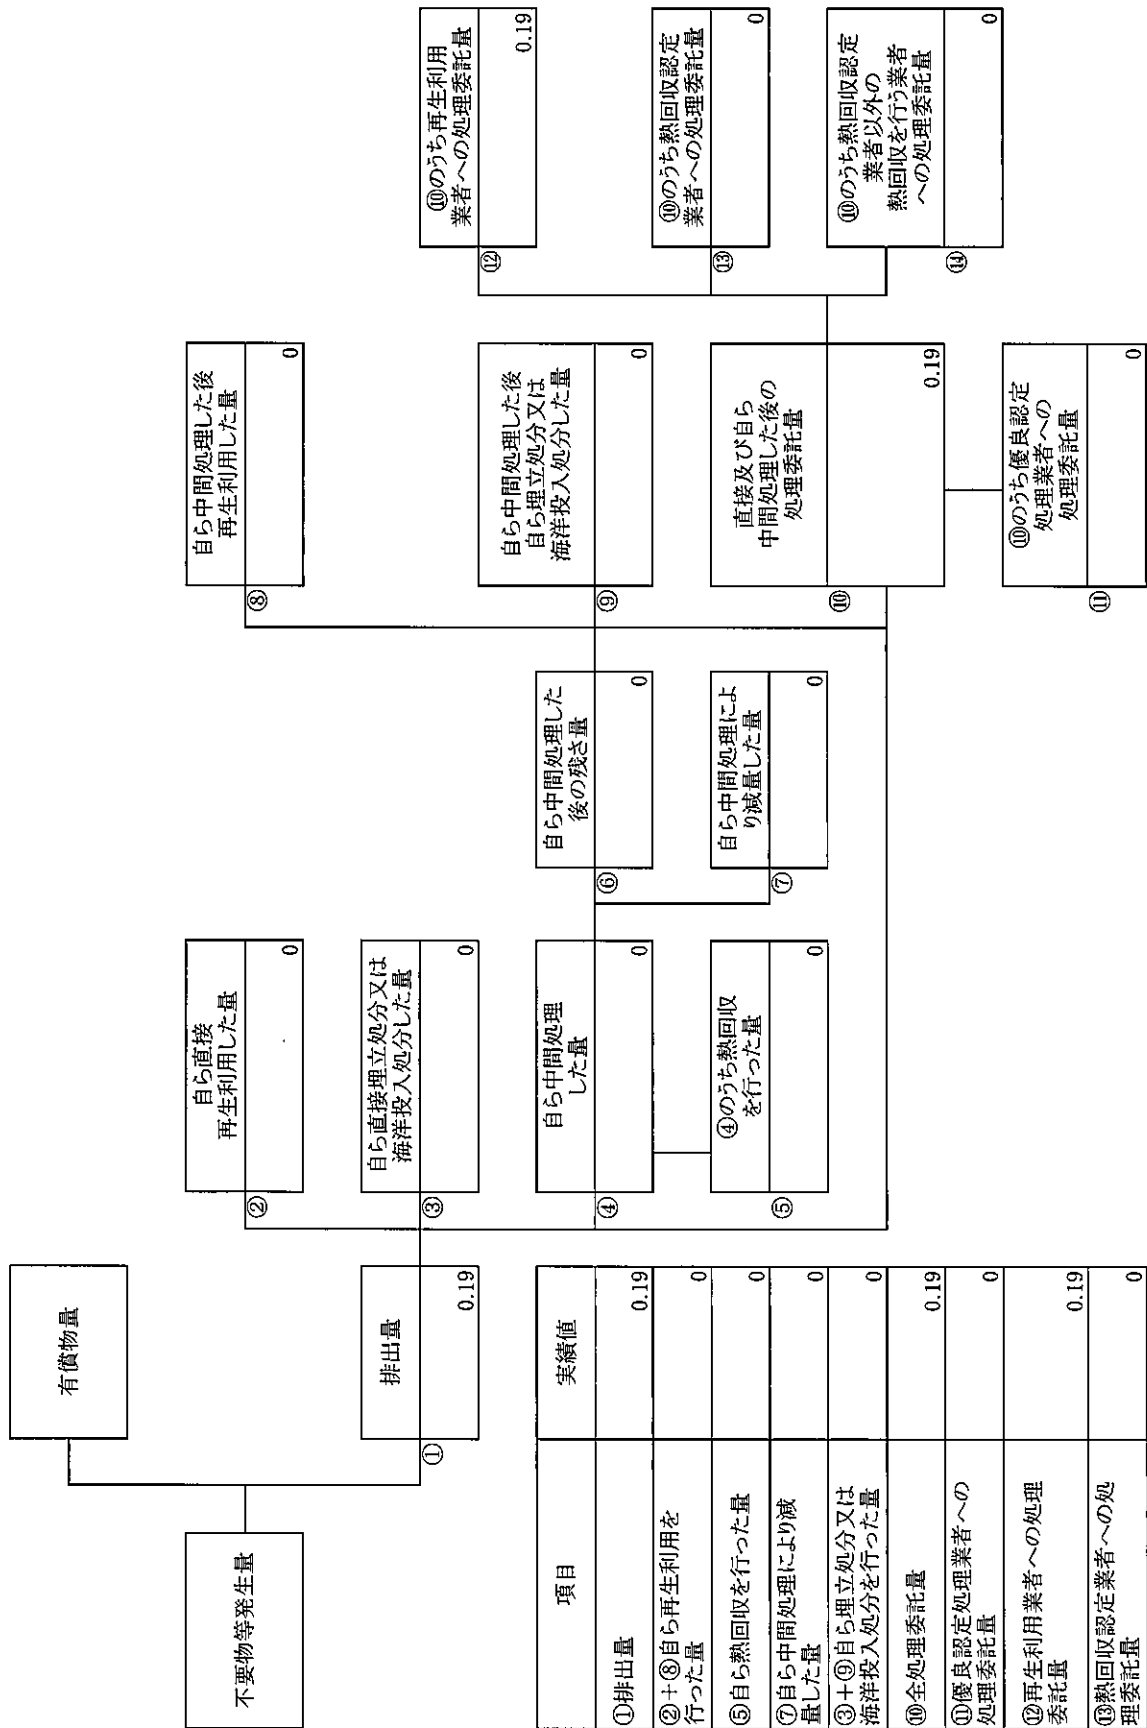 不要物等発生量
有償物量
排出量
①
0.19
自ら直接
再生利用した量
②
0
自ら直接埋立処分又は
海洋投入処分した量
③
0
自ら中間処理
した量
④
0
④のうち熱回収
を行った量
⑤
0
自ら中間処理した
後の残さ量
⑥
0
自ら中間処理によ
り減量した量
⑦
0
自ら中間処理した後
再生利用した量
⑧
0
自ら中間処理した後
自ら埋立処分又は
海洋投入処分した量
⑨
0
直接及び自ら
中間処理した後の
処理委託量
⑩
0.19
⑩のうち優良認定
処理業者への
処理委託量
⑪
0
⑩のうち再生利用
業者への処理委託量
⑫
0.19
⑩のうち熱回収認定
業者への処理委託量
⑬
0
⑩のうち熱回収認定
業者以外の
熱回収を行う業者
への処理委託量
⑭
0
項目 実績値
①排出量 0.19
②+⑧自ら再生利用を
行った量 0
⑤自ら熱回収を行った量 0
⑦自ら中間処理により減
量した量 0
③+⑨自ら埋立処分又は
海洋投入処分を行った量 0
⑩全処理委託量 0.19
⑪優良認定処理業者への
処理委託量 0
⑫再生利用業者への処理
委託量 0.19
⑬熱回収認定業者への処
理委託量 0